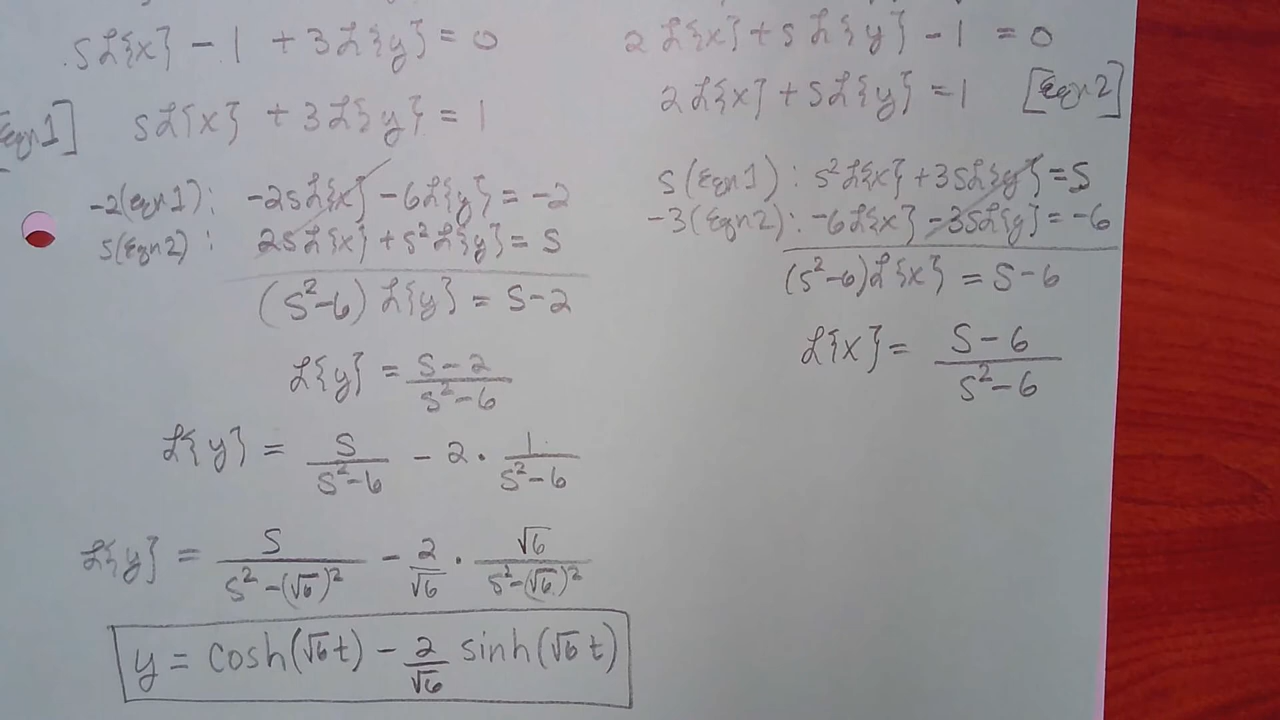 sℒ{x} - 1 + 3ℒ{y} = 0
Eqn1] sℒ{x} + 3ℒ{y} = 1
-2(Eqn1): -2sℒ{x} - 6ℒ{y} = -2
s(Eqn2): 2sℒ{x} + s²ℒ{y} = s
(s²-6) ℒ{y} = s-2
ℒ{y} = (s-2)/(s²-6)
ℒ{y} = s/(s²-6) - 2 · 1/(s²-6)
ℒ{y} = s/(s²-(√6)²) - 2/√6 · √6/(s²-(√6)²)
y = cosh(√6t) - 2/√6 sinh(√6 t)
2ℒ{x} + sℒ{y} - 1 = 0
2ℒ{x} + sℒ{y} = 1 [Eqn2]
s(Eqn1): s²ℒ{x} + 3sℒ{y} = s
-3(Eqn2): -6ℒ{x} - 3sℒ{y} = -6
(s²-6)ℒ{x} = s-6
ℒ{x} = (s-6)/(s²-6)